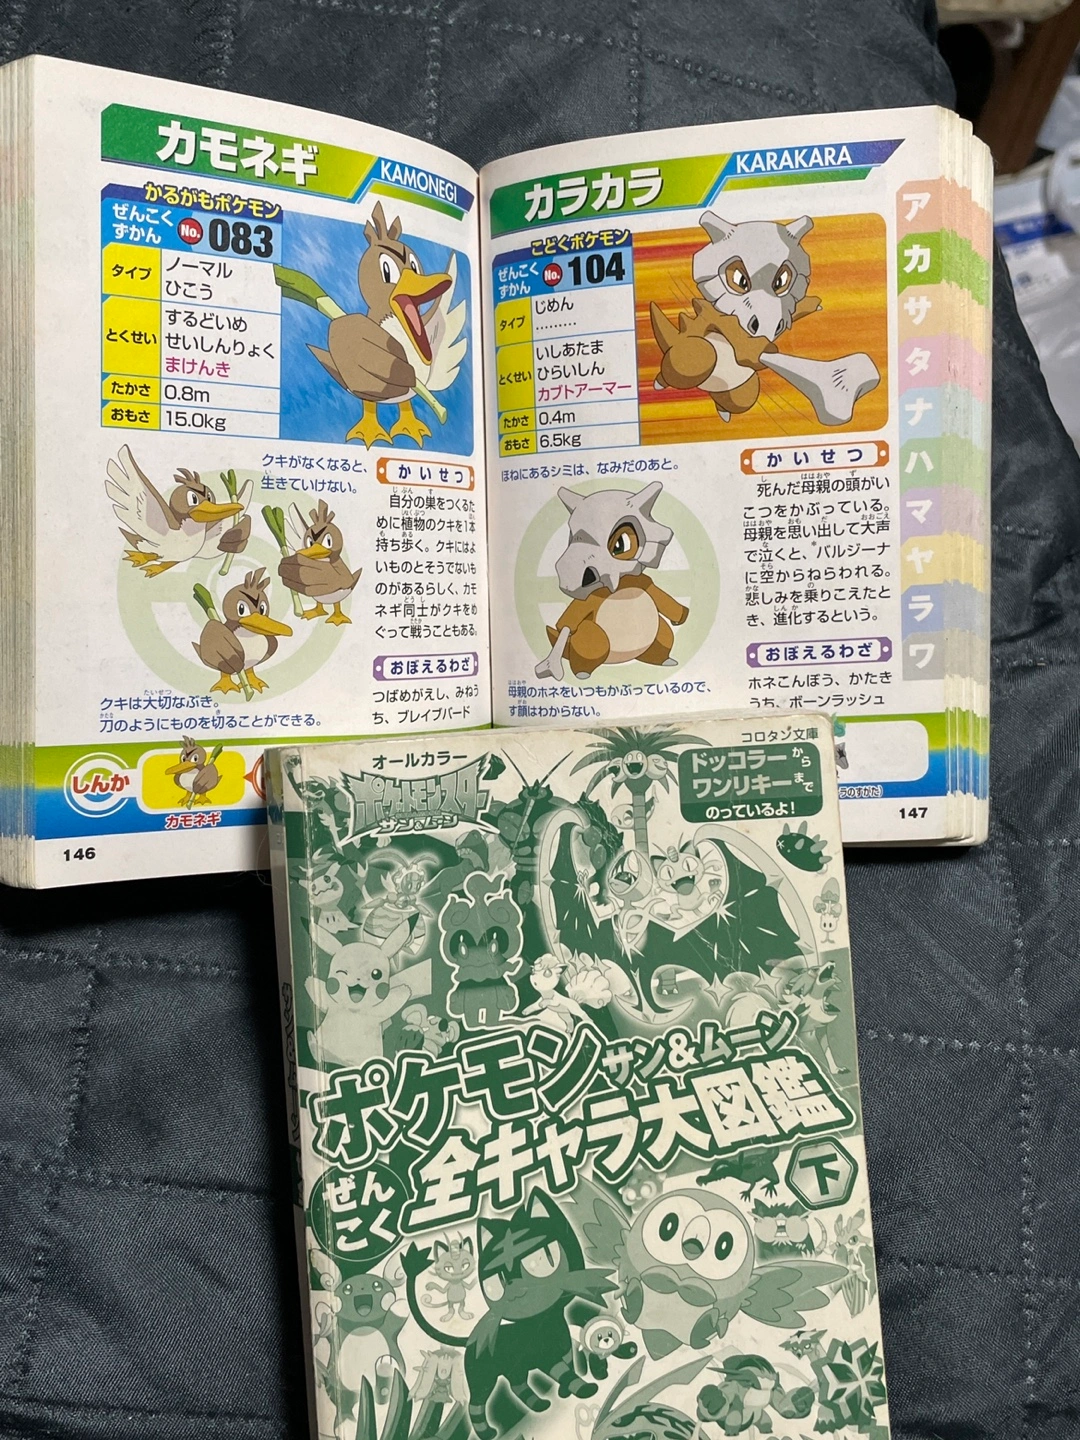 カモネギ
KAMONEGI
かるがもポケモン
ぜんこく
ずかん
No.
083
タイプ
ノーマル
ひこう
とくせい
するどいめ
せいしんりょく
まけんき
たかさ
0.8m
おもさ
15.0kg
クキがなくなると、
生きていけない。
かいせつ
自分の巣をつくるた
めに植物のクキを1本
持ち歩く。クキにはよ
いものとそうでないも
のがあるらしく、カモ
ネギ同士がクキをめ
ぐって戦うこともある。
クキは大切なぶき。
刀のようにものを切ることができる。
おぼえるわざ
つばめがえし、みねう
ち、ブレイブバード
しんか
カモネギ
146
カラカラ
KARAKARA
こどくポケモン
ぜんこく
ずかん
No.
104
タイプ
じめん
………
とくせい
いしあたま
ひらいしん
カブトアーマー
たかさ
0.4m
おもさ
6.5kg
ほねにあるシミは、なみだのあと。
かいせつ
死んだ母親の頭がい
こつをかぶっている。
母親を思い出して大声
で泣くと、*バルジーナ
に空からねらわれる。
悲しみを乗りこえたと
き、進化するという。
母親のホネをいつもかぶっているので、
す顔はわからない。
おぼえるわざ
ホネこんぼう、かたき
うち、ボーンラッシュ
ラのすがた）
147
ア
カ
サ
タ
ナ
ハ
マ
ヤ
ラ
ワ
オールカラー
コロタン文庫
ポケットモンスター
サン&ムーン
ドッコラーから
ワンリキーまで
のっているよ！
ポケモン サン&ムーン
ぜんこく
全キャラ大図鑑
下